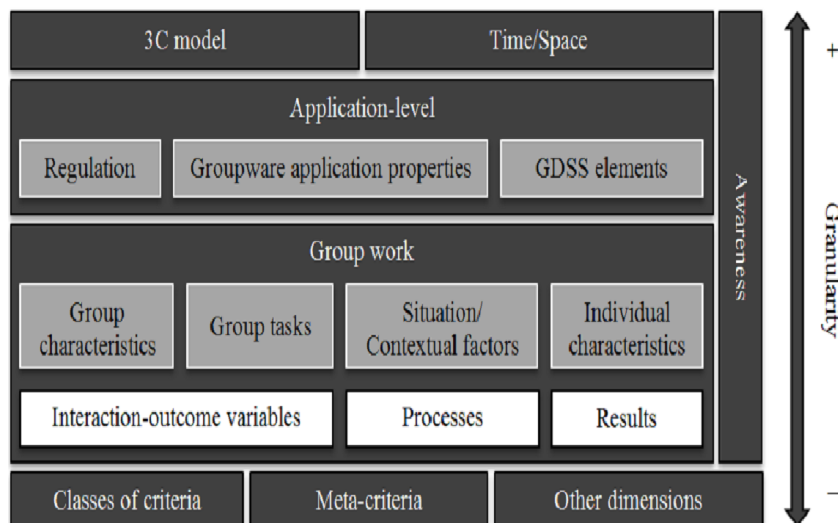 3C model
Time/Space
Application-level
Regulation
Groupware application properties
GDSS elements
Group work
Group
characteristics
Group tasks
Situation/
Contextual factors
Individual
characteristics
Interaction-outcome variables
Processes
Results
Classes of criteria
Meta-criteria
Other dimensions
Awareness
+
Granularity
–